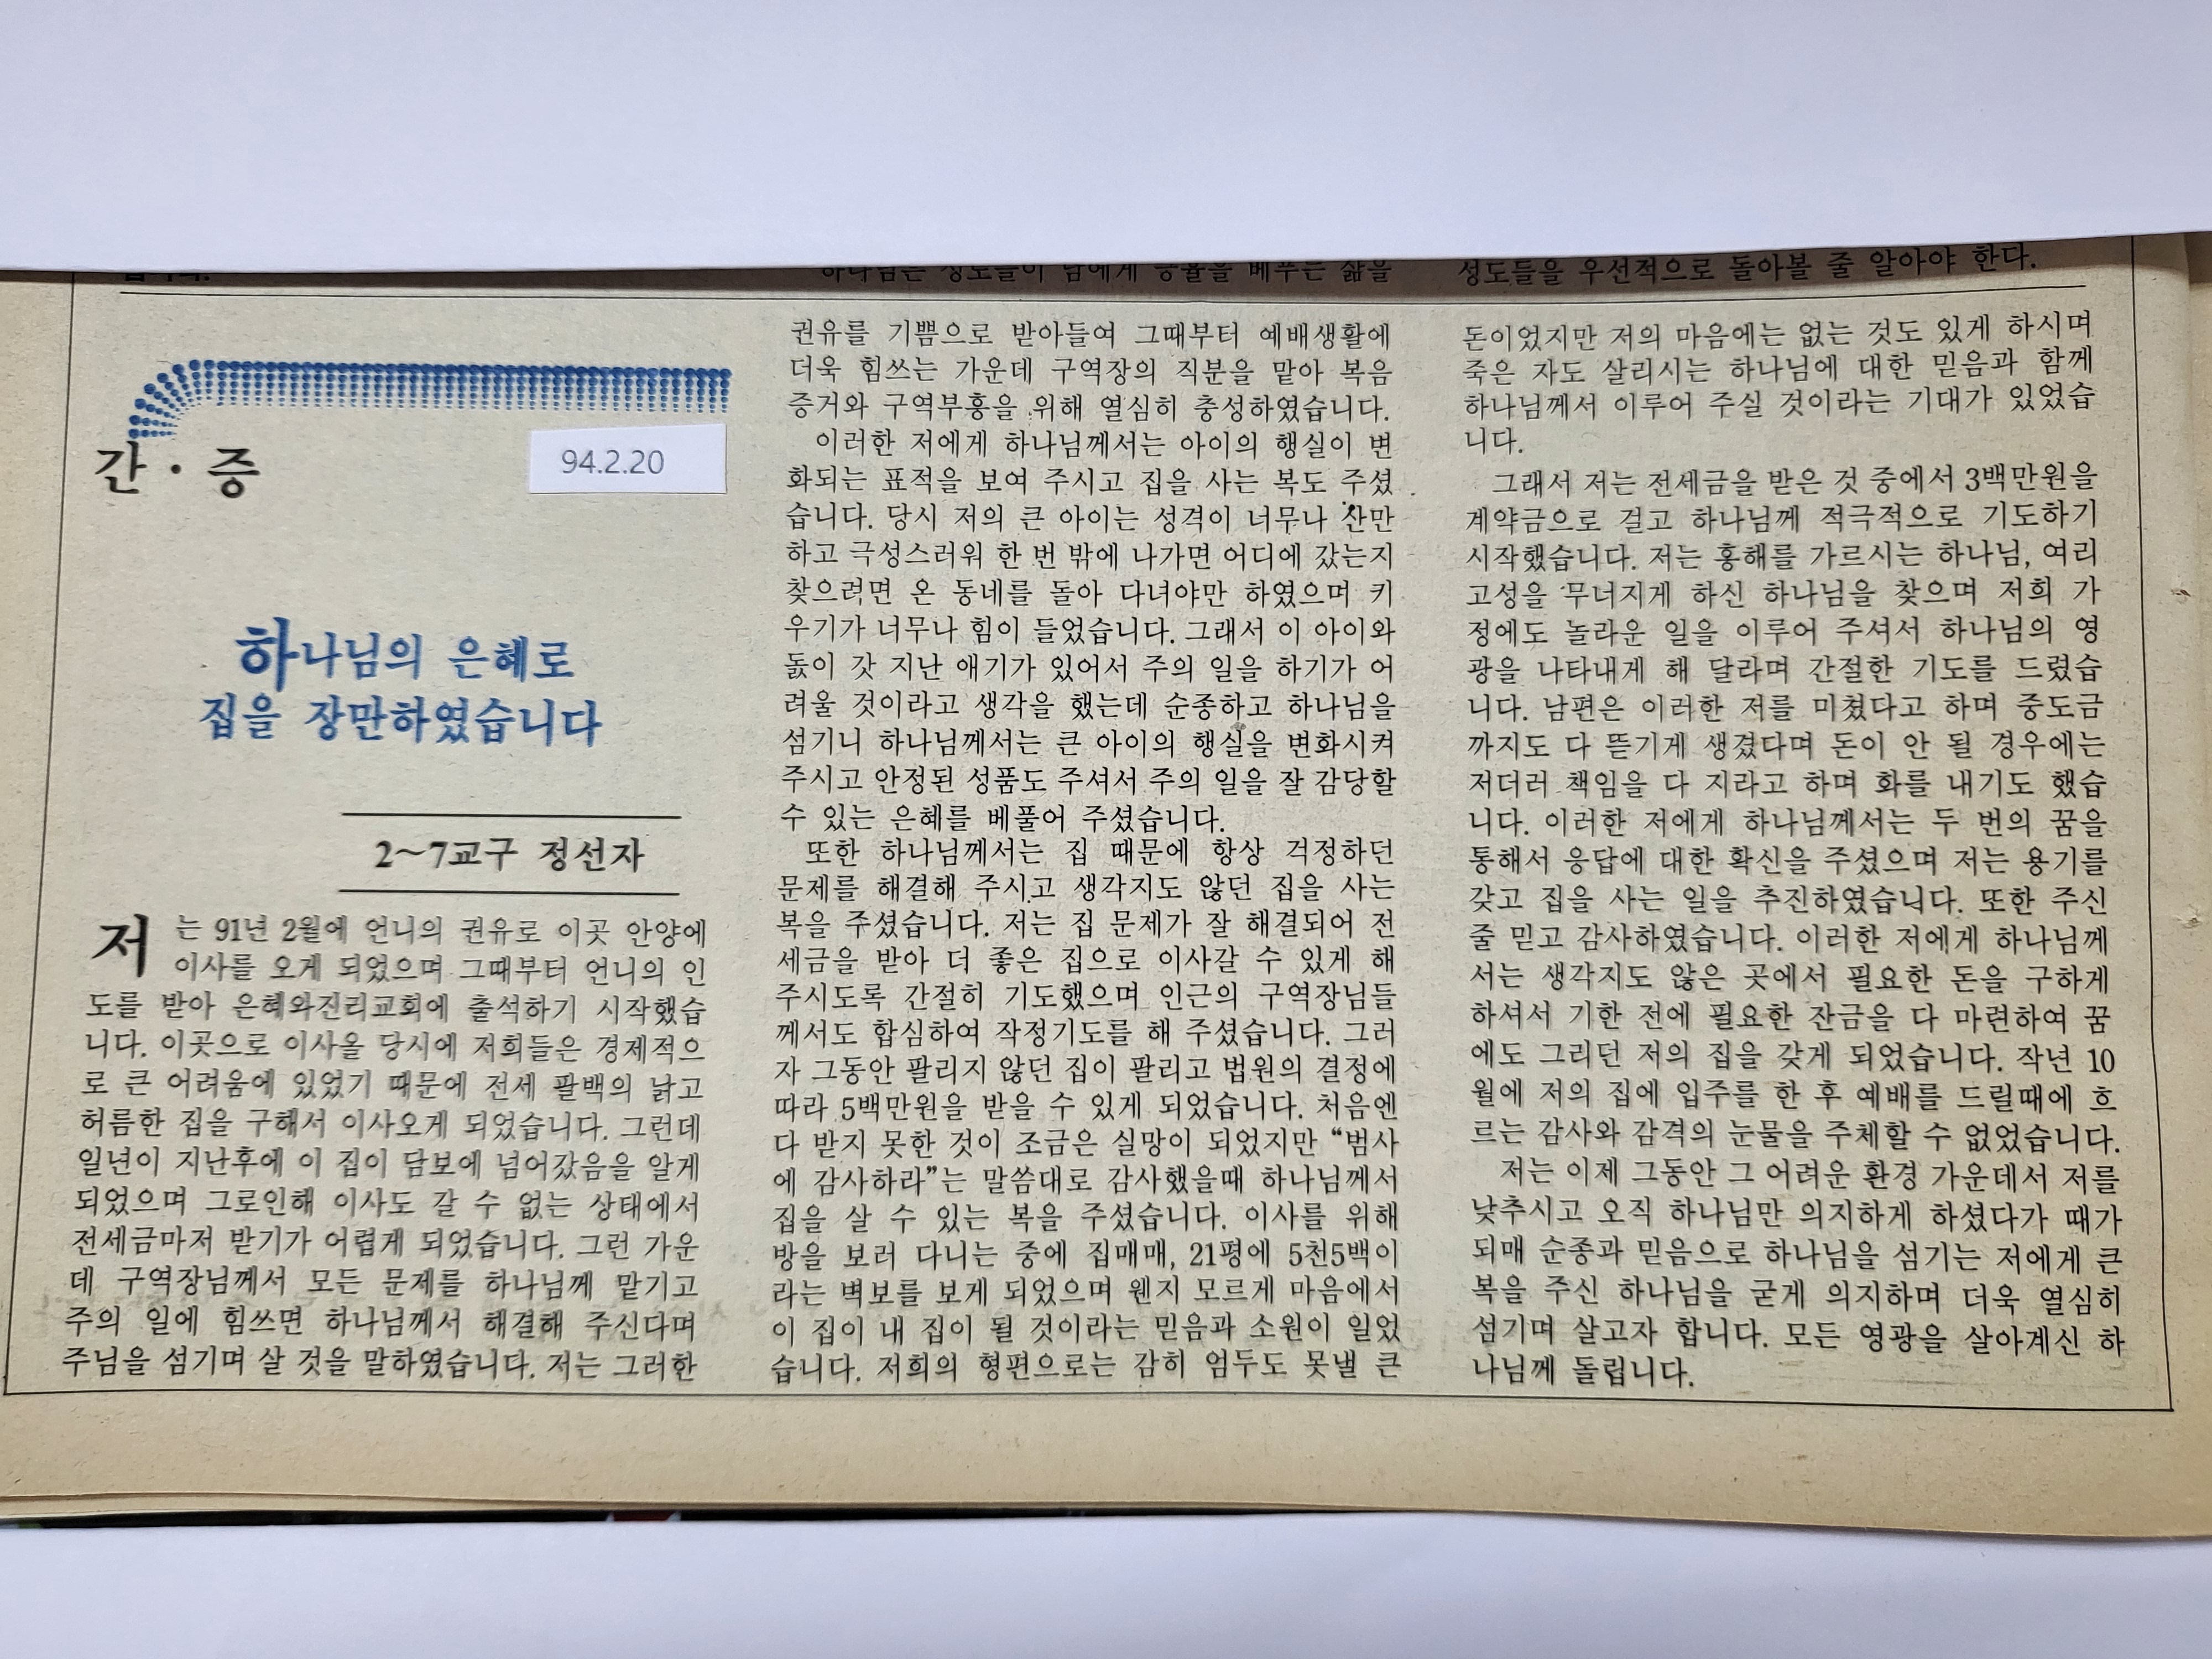 성도들을 우선적으로 돌아볼 줄 알아야 한다.
간·증
94.2.20
하나님의 은혜로
집을 장만하였습니다
2~7교구 정선자
저는 91년 2월에 언니의 권유로 이곳 안양에
이사를 오게 되었으며 그때부터 언니의 인
도를 받아 은혜와진리교회에 출석하기 시작했습
니다. 이곳으로 이사올 당시에 저희들은 경제적으
로 큰 어려움에 있었기 때문에 전세 팔백의 낡고
허름한 집을 구해서 이사오게 되었습니다. 그런데
일년이 지난후에 이 집이 담보에 넘어갔음을 알게
되었으며 그로인해 이사도 갈 수 없는 상태에서
전세금마저 받기가 어렵게 되었습니다. 그런 가운
데 구역장님께서 모든 문제를 하나님께 맡기고
주의 일에 힘쓰면 하나님께서 해결해 주신다며
주님을 섬기며 살 것을 말하였습니다. 저는 그러한
권유를 기쁨으로 받아들여 그때부터 예배생활에
더욱 힘쓰는 가운데 구역장의 직분을 맡아 복음
증거와 구역부흥을 위해 열심히 충성하였습니다.
이러한 저에게 하나님께서는 아이의 행실이 변
화되는 표적을 보여 주시고 집을 사는 복도 주셨
습니다. 당시 저의 큰 아이는 성격이 너무나 산만
하고 극성스러워 한 번 밖에 나가면 어디에 갔는지
찾으려면 온 동네를 돌아 다녀야만 하였으며 키
우기가 너무나 힘이 들었습니다. 그래서 이 아이와
돐이 갓 지난 애기가 있어서 주의 일을 하기가 어
려울 것이라고 생각을 했는데 순종하고 하나님을
섬기니 하나님께서는 큰 아이의 행실을 변화시켜
주시고 안정된 성품도 주셔서 주의 일을 잘 감당할
수 있는 은혜를 베풀어 주셨습니다.
또한 하나님께서는 집 때문에 항상 걱정하던
문제를 해결해 주시고 생각지도 않던 집을 사는
복을 주셨습니다. 저는 집 문제가 잘 해결되어 전
세금을 받아 더 좋은 집으로 이사갈 수 있게 해
주시도록 간절히 기도했으며 인근의 구역장님들
께서도 합심하여 작정기도를 해 주셨습니다. 그러
자 그동안 팔리지 않던 집이 팔리고 법원의 결정에
따라 5백만원을 받을 수 있게 되었습니다. 처음엔
다 받지 못한 것이 조금은 실망이 되었지만 “범사
에 감사하라”는 말씀대로 감사했을때 하나님께서
집을 살 수 있는 복을 주셨습니다. 이사를 위해
방을 보러 다니는 중에 집매매, 21평에 5천5백이
라는 벽보를 보게 되었으며 웬지 모르게 마음에서
이 집이 내 집이 될 것이라는 믿음과 소원이 일었
습니다. 저희의 형편으로는 감히 엄두도 못낼 큰
돈이었지만 저의 마음에는 없는 것도 있게 하시며
죽은 자도 살리시는 하나님에 대한 믿음과 함께
하나님께서 이루어 주실 것이라는 기대가 있었습
니다.
그래서 저는 전세금을 받은 것 중에서 3백만원을
계약금으로 걸고 하나님께 적극적으로 기도하기
시작했습니다. 저는 홍해를 가르시는 하나님, 여리
고성을 무너지게 하신 하나님을 찾으며 저희 가
정에도 놀라운 일을 이루어 주셔서 하나님의 영
광을 나타내게 해 달라며 간절한 기도를 드렸습
니다. 남편은 이러한 저를 미쳤다고 하며 중도금
까지도 다 뜯기게 생겼다며 돈이 안 될 경우에는
저더러 책임을 다 지라고 하며 화를 내기도 했습
니다. 이러한 저에게 하나님께서는 두 번의 꿈을
통해서 응답에 대한 확신을 주셨으며 저는 용기를
갖고 집을 사는 일을 추진하였습니다. 또한 주신
줄 믿고 감사하였습니다. 이러한 저에게 하나님께
서는 생각지도 않은 곳에서 필요한 돈을 구하게
하셔서 기한 전에 필요한 잔금을 다 마련하여 꿈
에도 그리던 저의 집을 갖게 되었습니다. 작년 10
월에 저의 집에 입주를 한 후 예배를 드릴때에 흐
르는 감사와 감격의 눈물을 주체할 수 없었습니다.
저는 이제 그동안 그 어려운 환경 가운데서 저를
낮추시고 오직 하나님만 의지하게 하셨다가 때가
되매 순종과 믿음으로 하나님을 섬기는 저에게 큰
복을 주신 하나님을 굳게 의지하며 더욱 열심히
섬기며 살고자 합니다. 모든 영광을 살아계신 하
나님께 돌립니다.